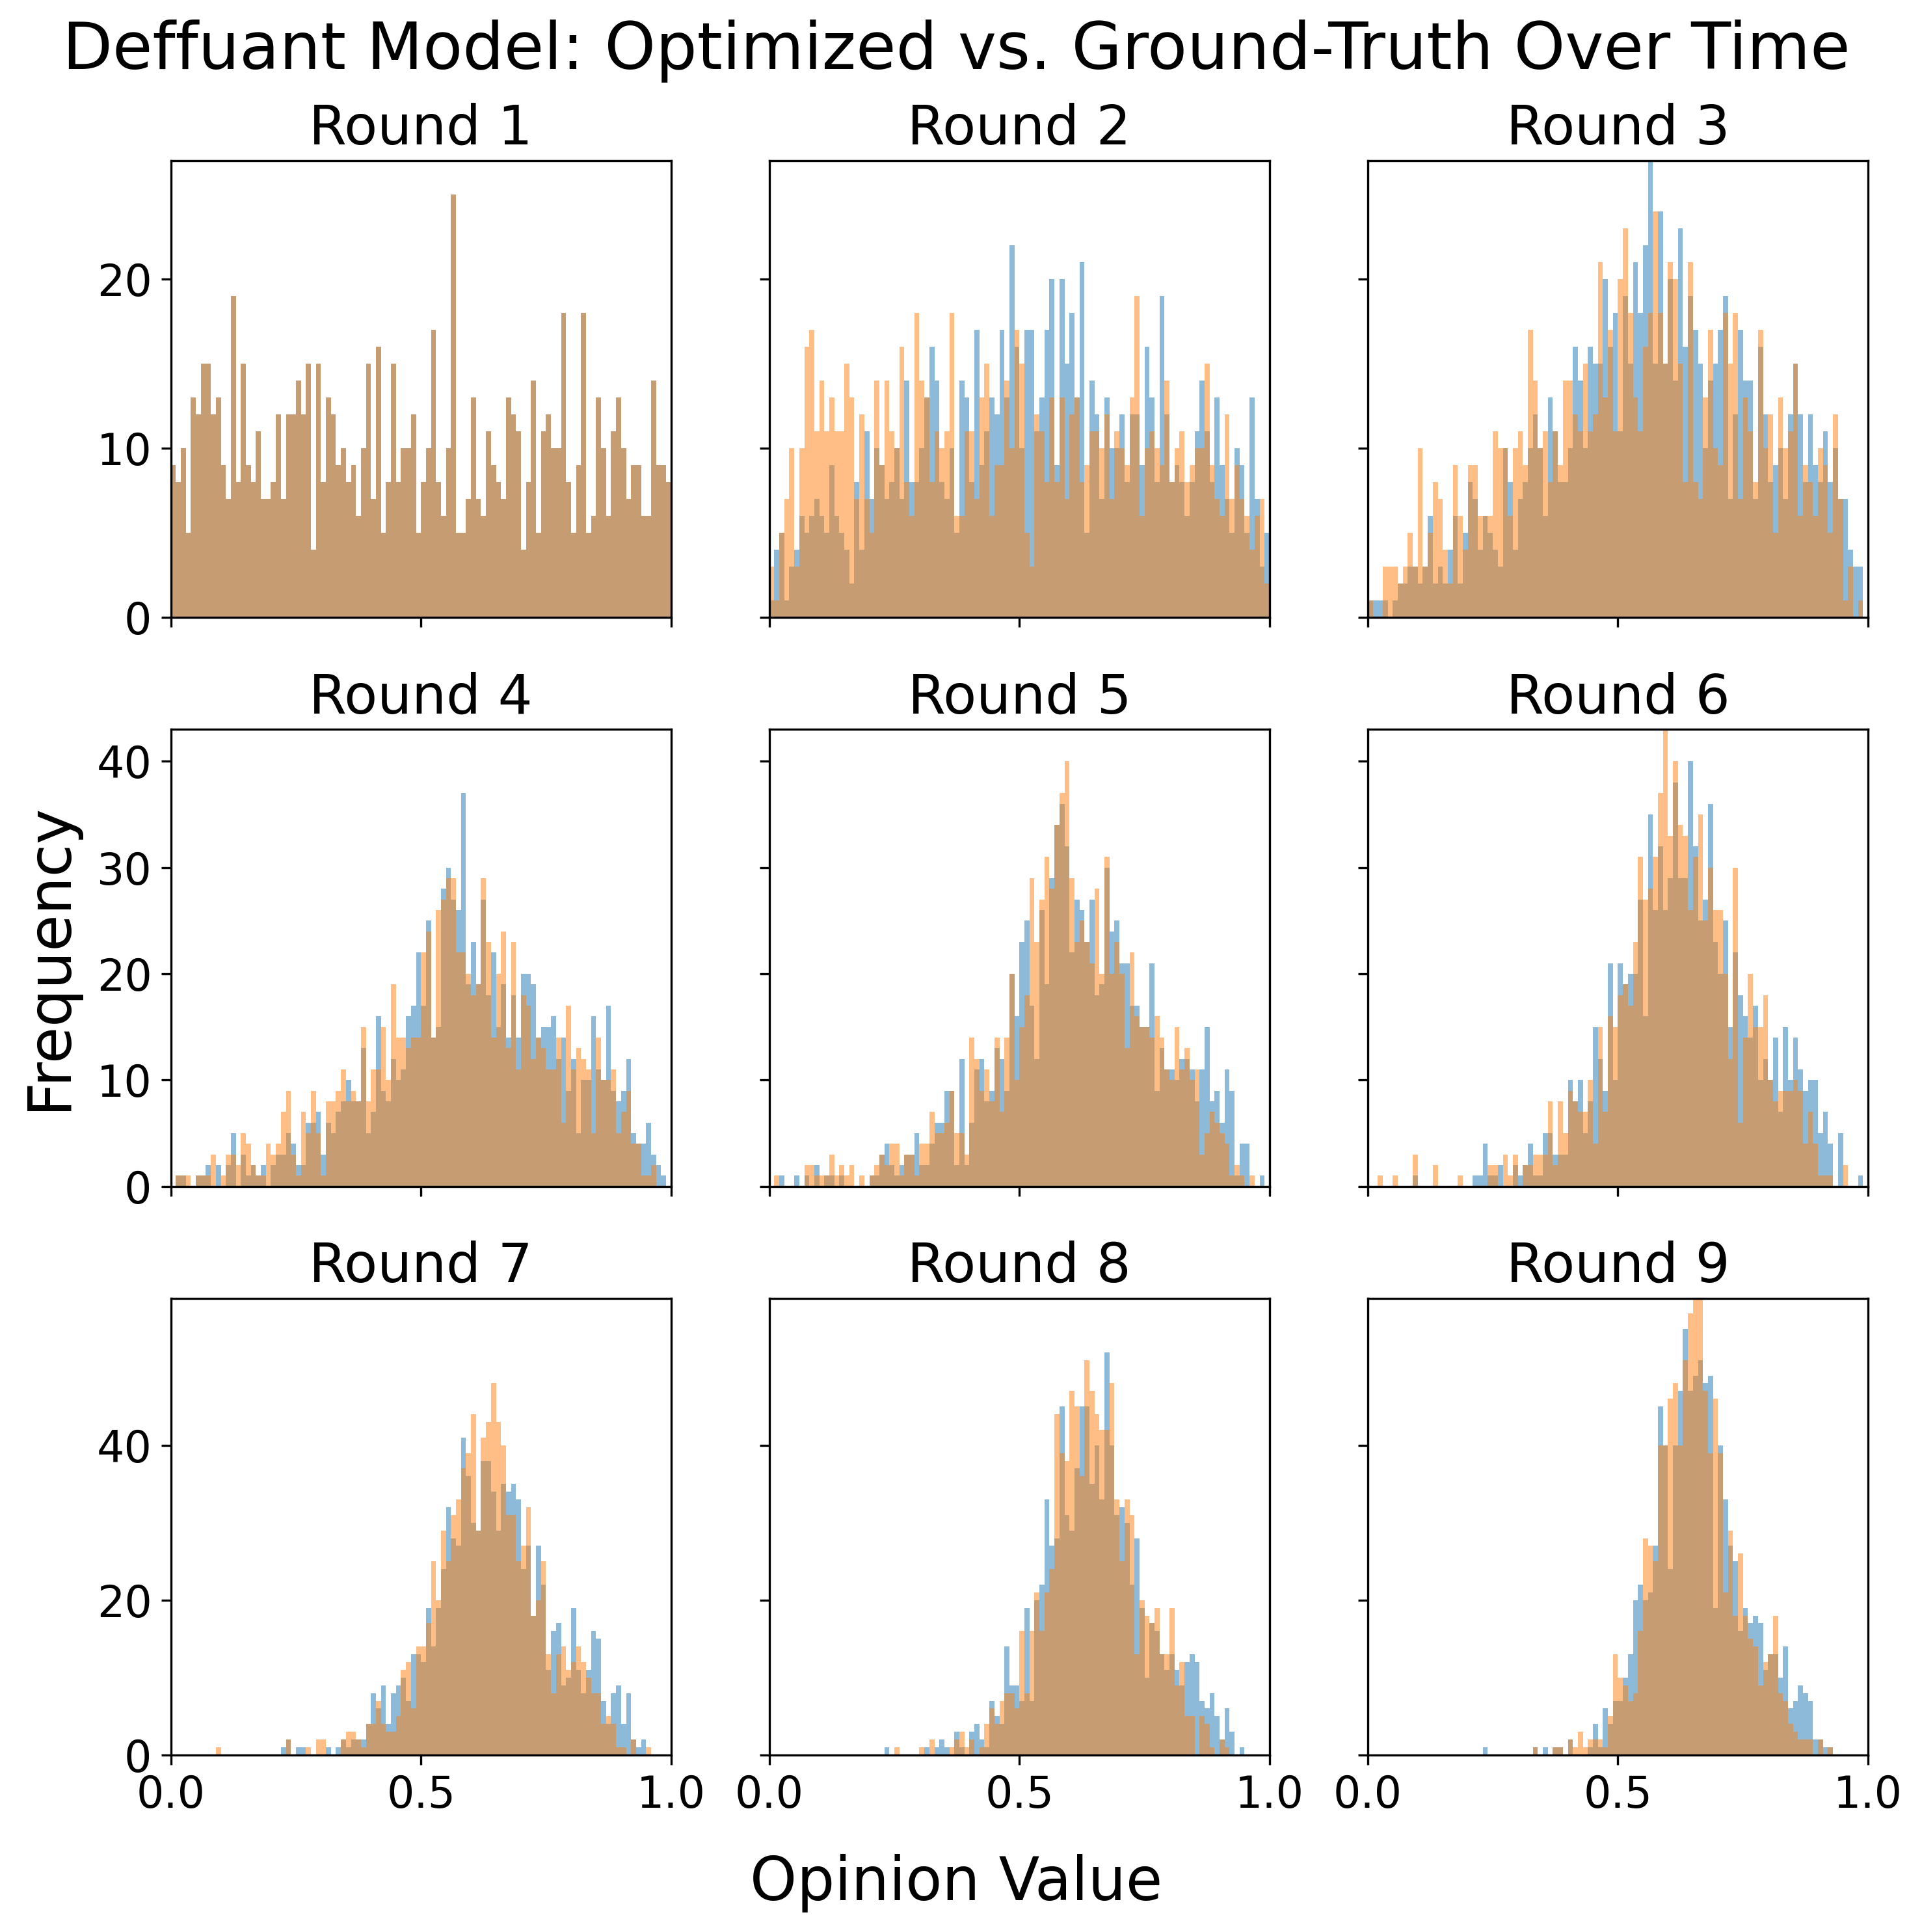 Deffuant Model: Optimized vs. Ground-Truth Over Time
Round 1
Round 2
Round 3
20
10
0
Round 4
Round 5
Round 6
40
30
20
10
0
Frequency
Round 7
Round 8
Round 9
40
20
0
0.0 0.5 1.0 0.0 0.5 1.0 0.0 0.5 1.0
Opinion Value